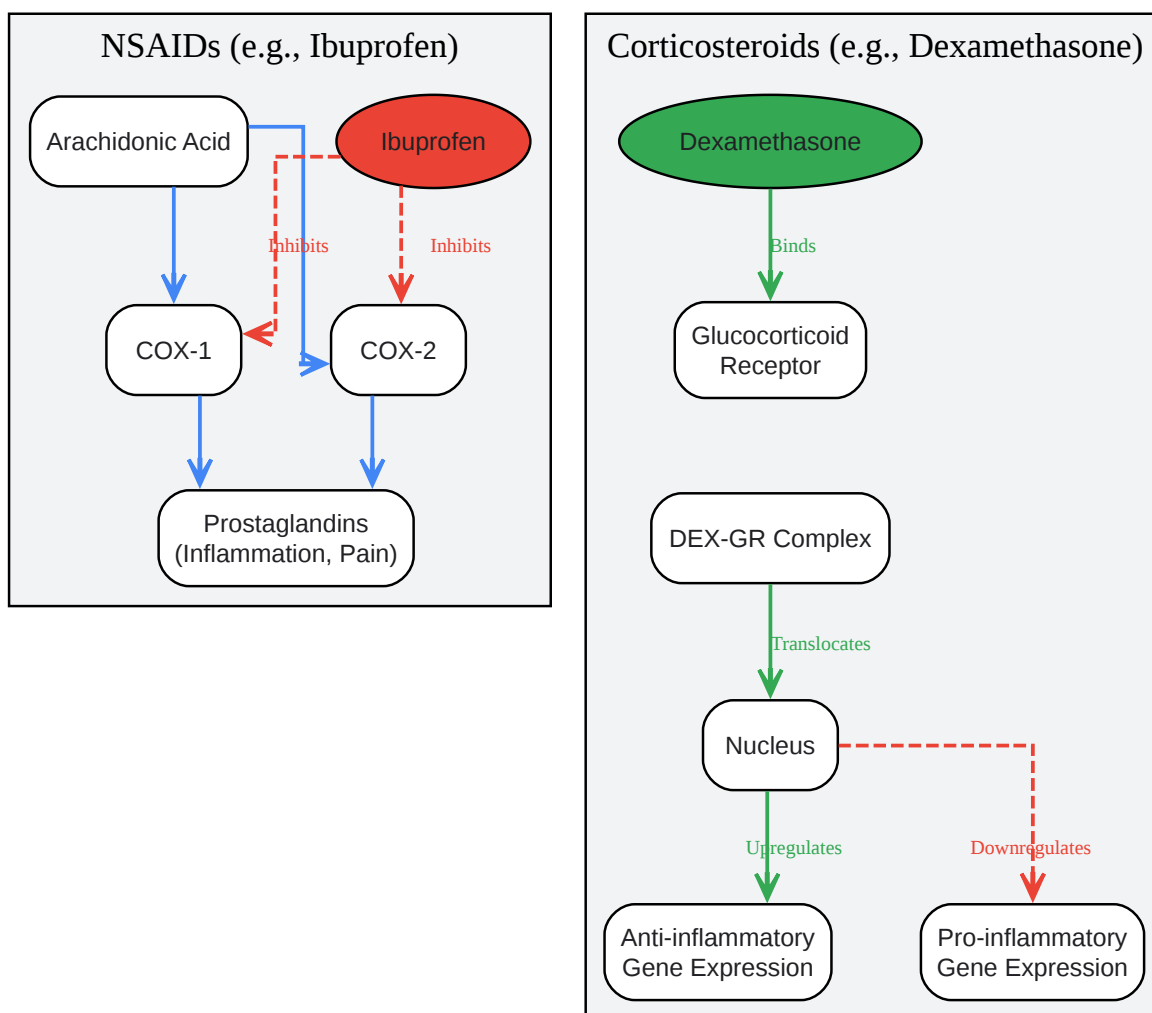 NSAIDs (e.g., Ibuprofen)
Arachidonic Acid
Ibuprofen
Inhibits
Inhibits
COX-1
COX-2
Prostaglandins
(Inflammation, Pain)
Corticosteroids (e.g., Dexamethasone)
Dexamethasone
Binds
Glucocorticoid
Receptor
DEX-GR Complex
Translocates
Nucleus
Upregulates
Downregulates
Anti-inflammatory
Gene Expression
Pro-inflammatory
Gene Expression